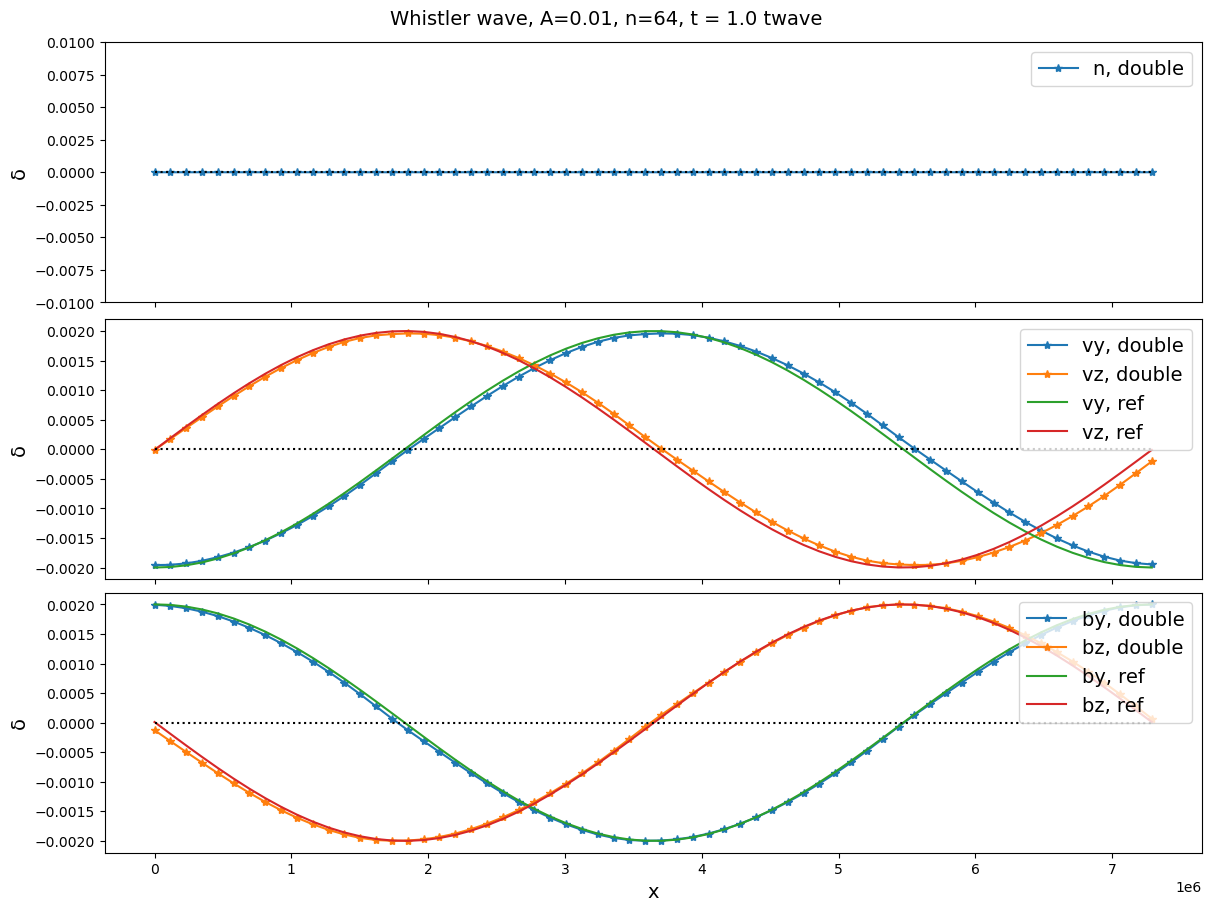 Whistler wave, A=0.01, n=64, t = 1.0 twave
0.0100
0.0075
0.0050
0.0025
0.0000
−0.0025
−0.0050
−0.0075
−0.0100
δ
n, double
0.0020
0.0015
0.0010
0.0005
0.0000
−0.0005
−0.0010
−0.0015
−0.0020
δ
vy, double
vz, double
vy, ref
vz, ref
0.0020
0.0015
0.0010
0.0005
0.0000
−0.0005
−0.0010
−0.0015
−0.0020
δ
by, double
bz, double
by, ref
bz, ref
0 1 2 3 4 5 6 7
1e6
x